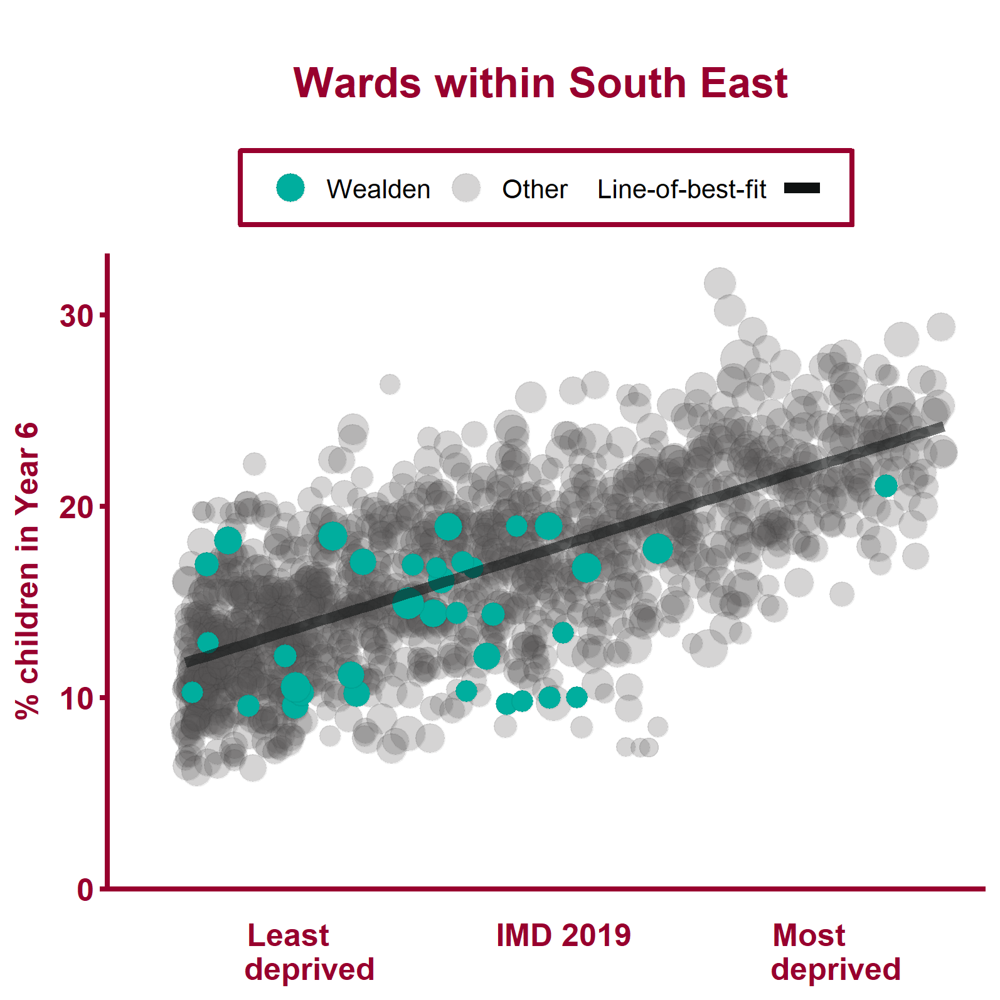 Wards within South East
Wealden Other Line-of-best-fit
% children in Year 6
30
20
10
0
Least deprived
IMD 2019
Most deprived